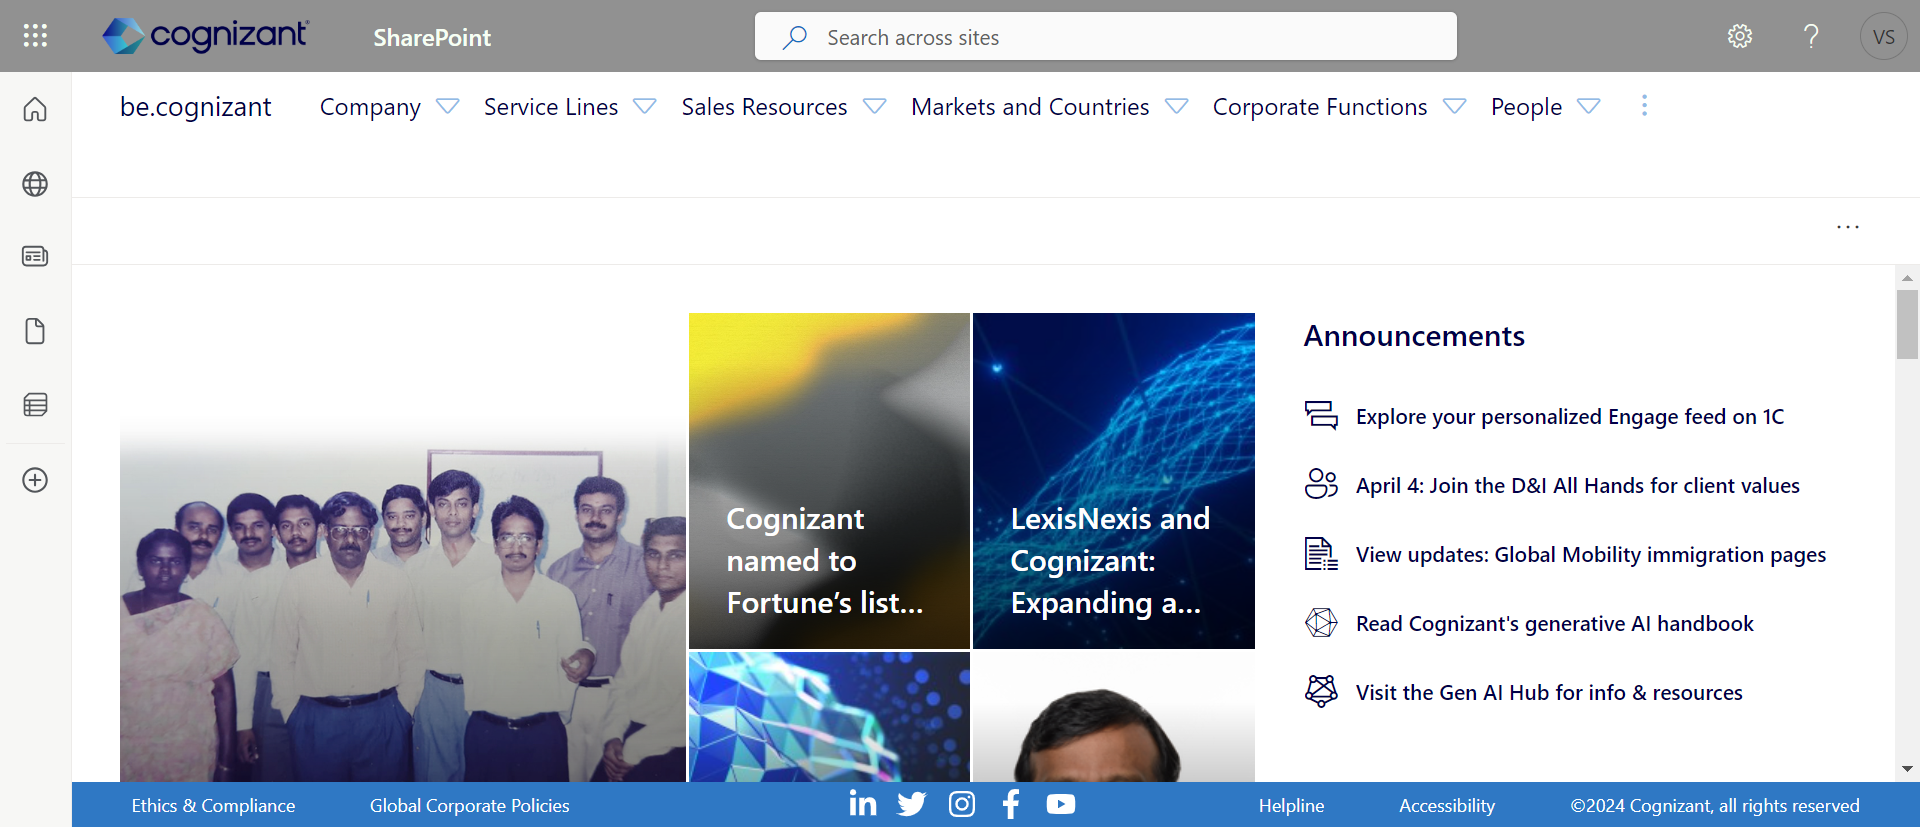 cognizant
SharePoint
Search across sites
VS
be.cognizant
Company
Service Lines
Sales Resources
Markets and Countries
Corporate Functions
People
Cognizant
named to
Fortune’s list...
LexisNexis and
Cognizant:
Expanding a...
Announcements
Explore your personalized Engage feed on 1C
April 4: Join the D&I All Hands for client values
View updates: Global Mobility immigration pages
Read Cognizant's generative AI handbook
Visit the Gen AI Hub for info & resources
Ethics & Compliance
Global Corporate Policies
Helpline
Accessibility
©2024 Cognizant, all rights reserved